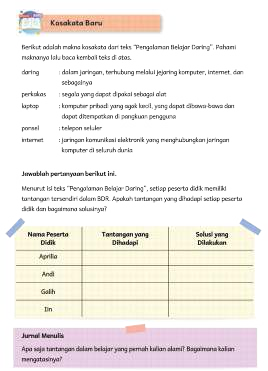 Kosakata Baru
Berikut adalah makna kosakata dari teks "Pengalaman Belajar Daring". Pahami
maknanya lalu baca kembali teks di atas.
daring : dalam jaringan, terhubung melalui jejaring komputer, internet, dan
sebagainya
perkakas : segala yang dapat dipakai sebagai alat
laptop : komputer pribadi yang agak kecil, yang dapat dibawa-bawa dan
dapat ditempatkan di pangkuan pengguna
ponsel : telepon seluler
internet : jaringan komunikasi elektronik yang menghubungkan jaringan
komputer di seluruh dunia
Jawablah pertanyaan berikut ini.
Menurut isi teks "Pengalaman Belajar Daring", setiap peserta didik memiliki
tantangan tersendiri dalam BDR. Apakah tantangan yang dihadapi setiap peserta
didik dan bagaimana solusinya?
Nama Peserta Tantangan yang Solusi yang
Didik Dihadapi Dilakukan
Aprilia
Andi
Galih
Iin
Jurnal Menulis
Apa saja tantangan dalam belajar yang pernah kalian alami? Bagaimana kalian
mengatasinya?